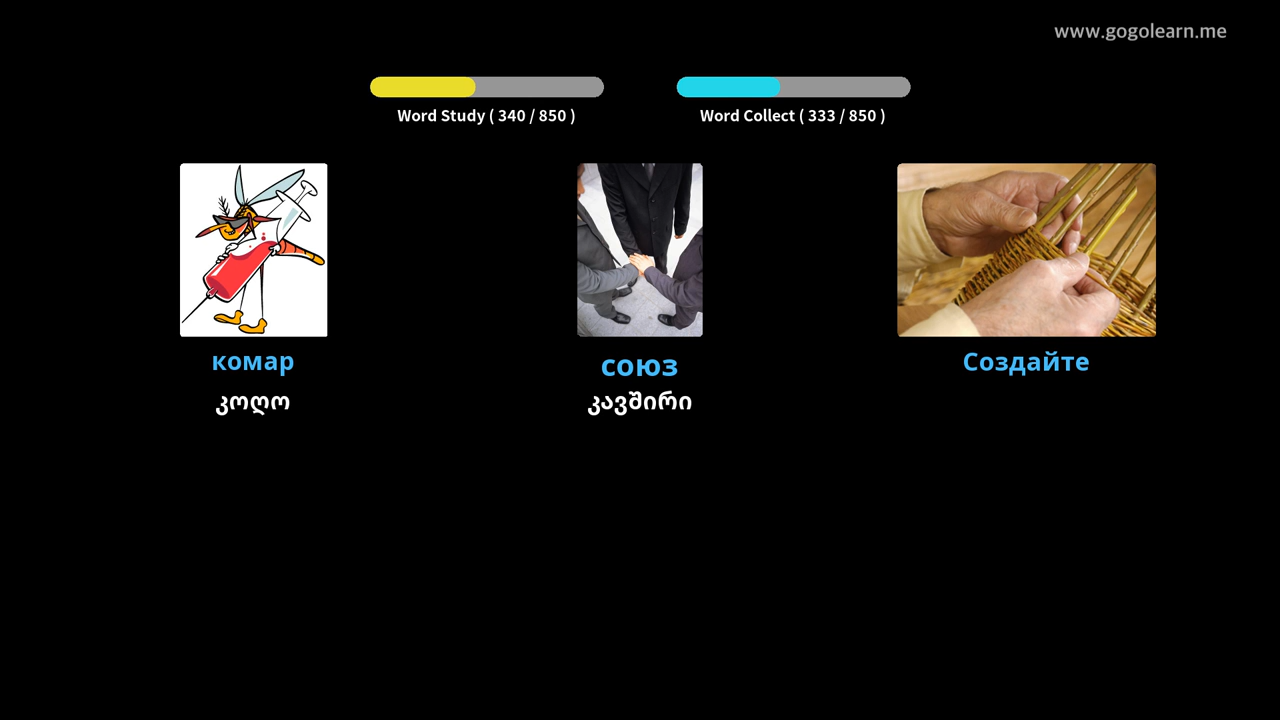 www.gogolearn.me
Word Study ( 340 / 850 )
Word Collect ( 333 / 850 )
комар
კოღო
союз
კავშირი
Создайте